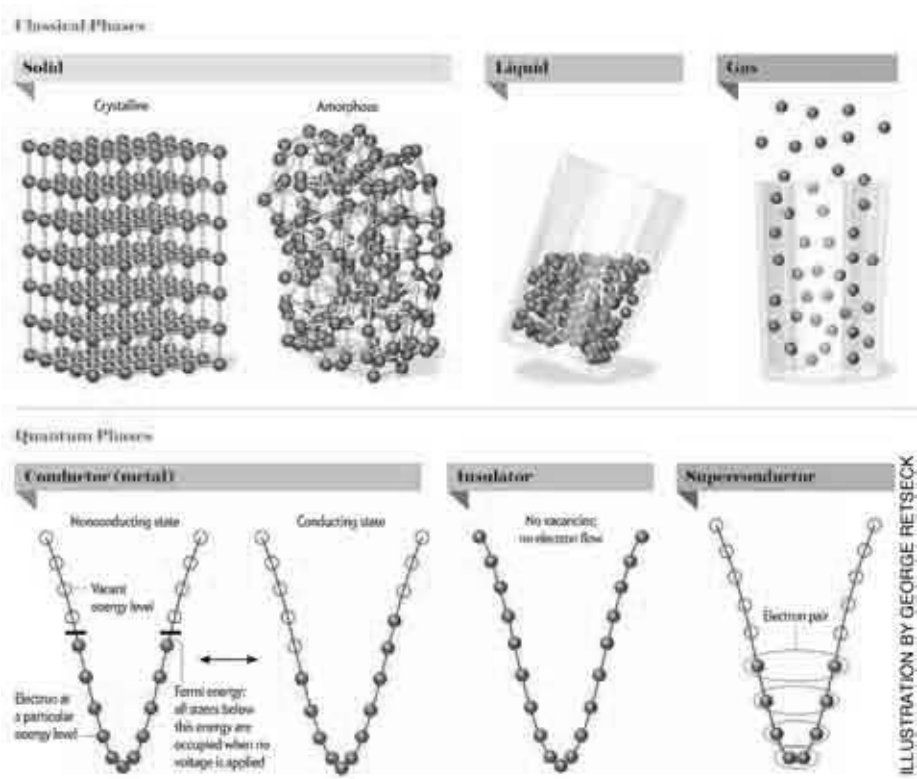 Classical Phases
Solid
Liquid
Gas
Crystalline
Amorphous
Quantum Phases
Conductor (metal)
Insulator
Superconductor
Nonconducting state
Conducting state
No vacancies;
no electron flow
Vacant
energy level
Electron pair
Electron at
a particular
energy level
Fermi energy:
all states below
this energy are
occupied when no
voltage is applied
ILLUSTRATION BY GEORGE RETSECK